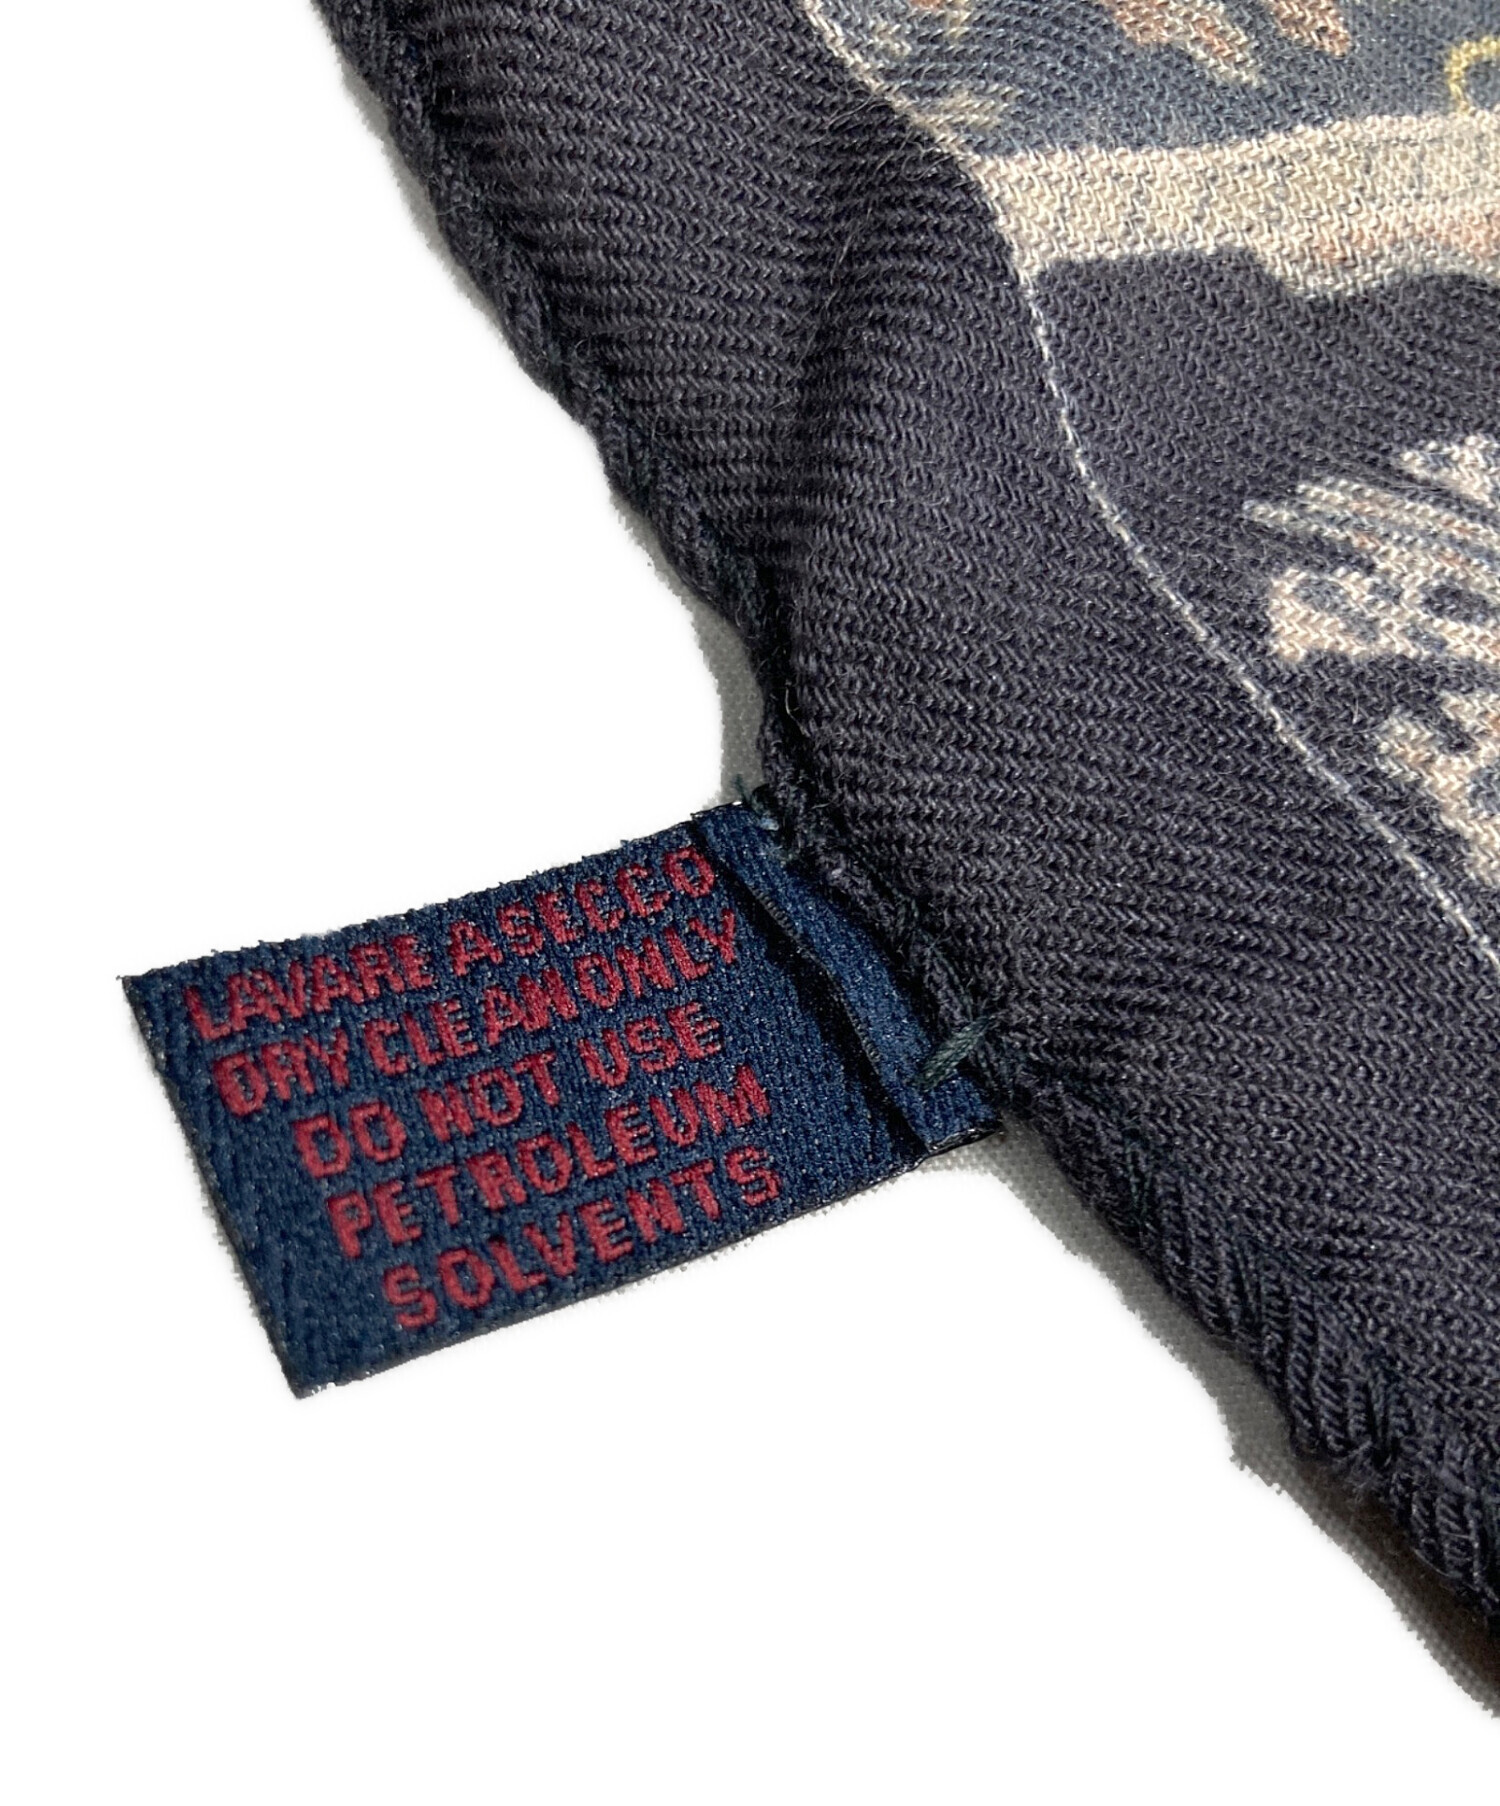 LAVARE A SECCO
DRY CLEAN ONLY
DO NOT USE
PETROLEUM
SOLVENTS